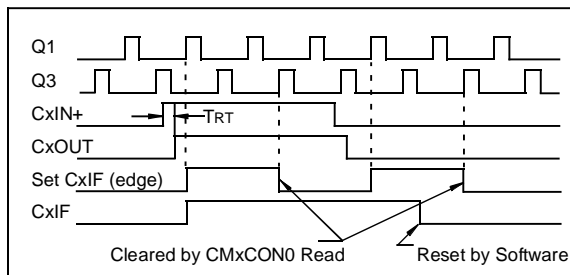 Q1
Q3
CxIN+
TRT
CxOUT
Set CxIF (edge)
CxIF
Cleared by CMxCON0 Read
Reset by Software